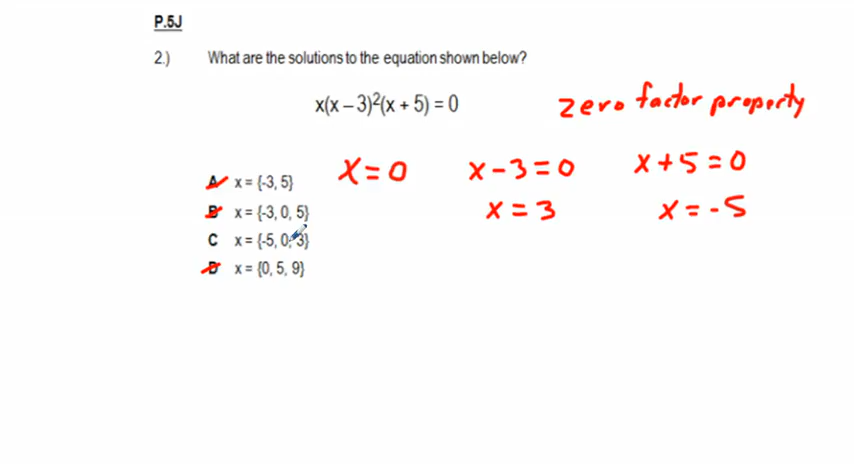 P.5J
2.) What are the solutions to the equation shown below?
x(x – 3)²(x + 5) = 0
zero factor property
x = 0 x - 3 = 0 x + 5 = 0
x = 3 x = -5
A x = {-3, 5}
B x = {-3, 0, 5}
C x = {-5, 0, 3}
D x = {0, 5, 9}